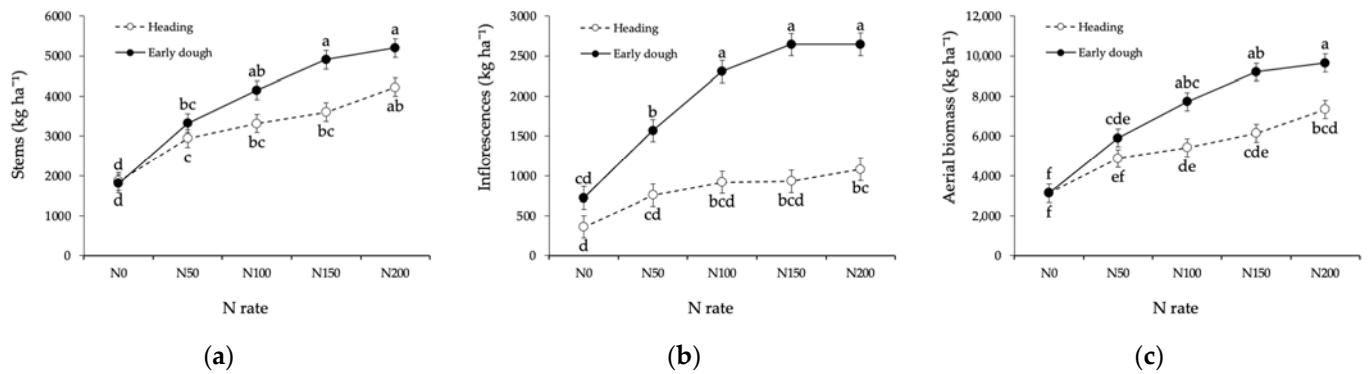 6000
5000
4000
3000
2000
1000
0
Stems (kg ha⁻¹)
Heading
Early dough
d
bc
ab
a
a
d
c
bc
bc
ab
N0 N50 N100 N150 N200
N rate
(a)
3000
2500
2000
1500
1000
500
0
Inflorescences (kg ha⁻¹)
Heading
Early dough
cd
b
a
a
a
d
cd
bcd
bcd
bc
N0 N50 N100 N150 N200
N rate
(b)
12,000
10,000
8,000
6,000
4,000
2,000
0
Aerial biomass (kg ha⁻¹)
Heading
Early dough
f
cde
abc
ab
a
f
ef
de
cde
bcd
N0 N50 N100 N150 N200
N rate
(c)